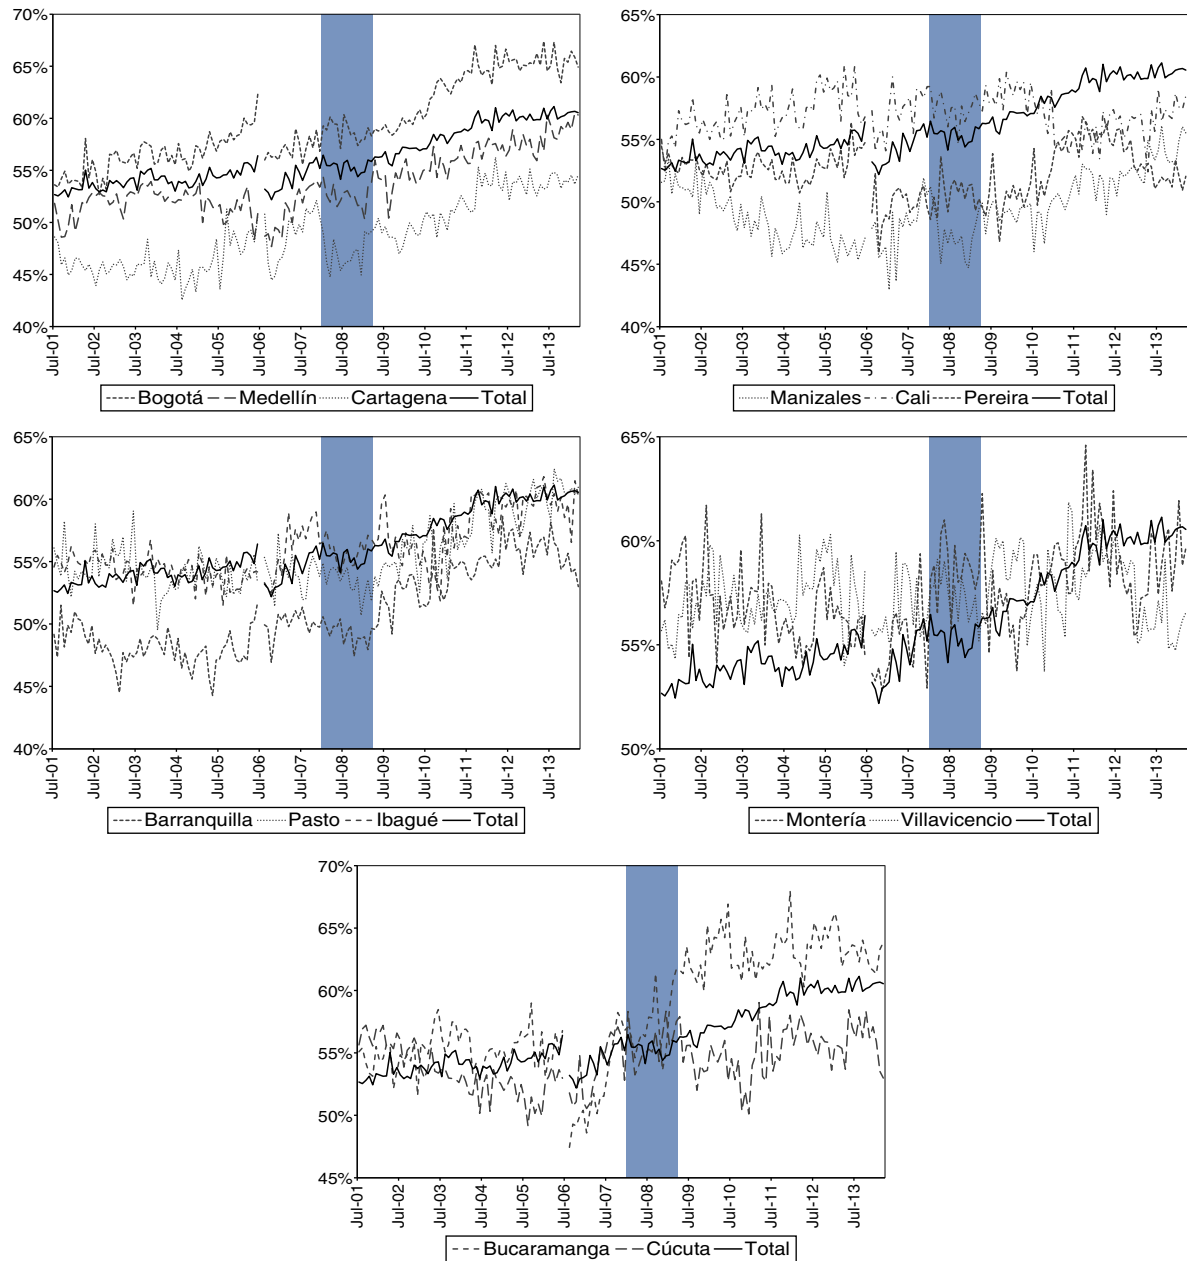 70%
65%
60%
55%
50%
45%
40%
Jul-01
Jul-02
Jul-03
Jul-04
Jul-05
Jul-06
Jul-07
Jul-08
Jul-09
Jul-10
Jul-11
Jul-12
Jul-13
Bogotá Medellín Cartagena Total
65%
60%
55%
50%
45%
40%
Jul-01
Jul-02
Jul-03
Jul-04
Jul-05
Jul-06
Jul-07
Jul-08
Jul-09
Jul-10
Jul-11
Jul-12
Jul-13
Manizales Cali Pereira Total
65%
60%
55%
50%
45%
40%
Jul-01
Jul-02
Jul-03
Jul-04
Jul-05
Jul-06
Jul-07
Jul-08
Jul-09
Jul-10
Jul-11
Jul-12
Jul-13
Barranquilla Pasto Ibagué Total
65%
60%
55%
50%
Jul-01
Jul-02
Jul-03
Jul-04
Jul-05
Jul-06
Jul-07
Jul-08
Jul-09
Jul-10
Jul-11
Jul-12
Jul-13
Montería Villavicencio Total
70%
65%
60%
55%
50%
45%
Jul-01
Jul-02
Jul-03
Jul-04
Jul-05
Jul-06
Jul-07
Jul-08
Jul-09
Jul-10
Jul-11
Jul-12
Jul-13
Bucaramanga Cúcuta Total